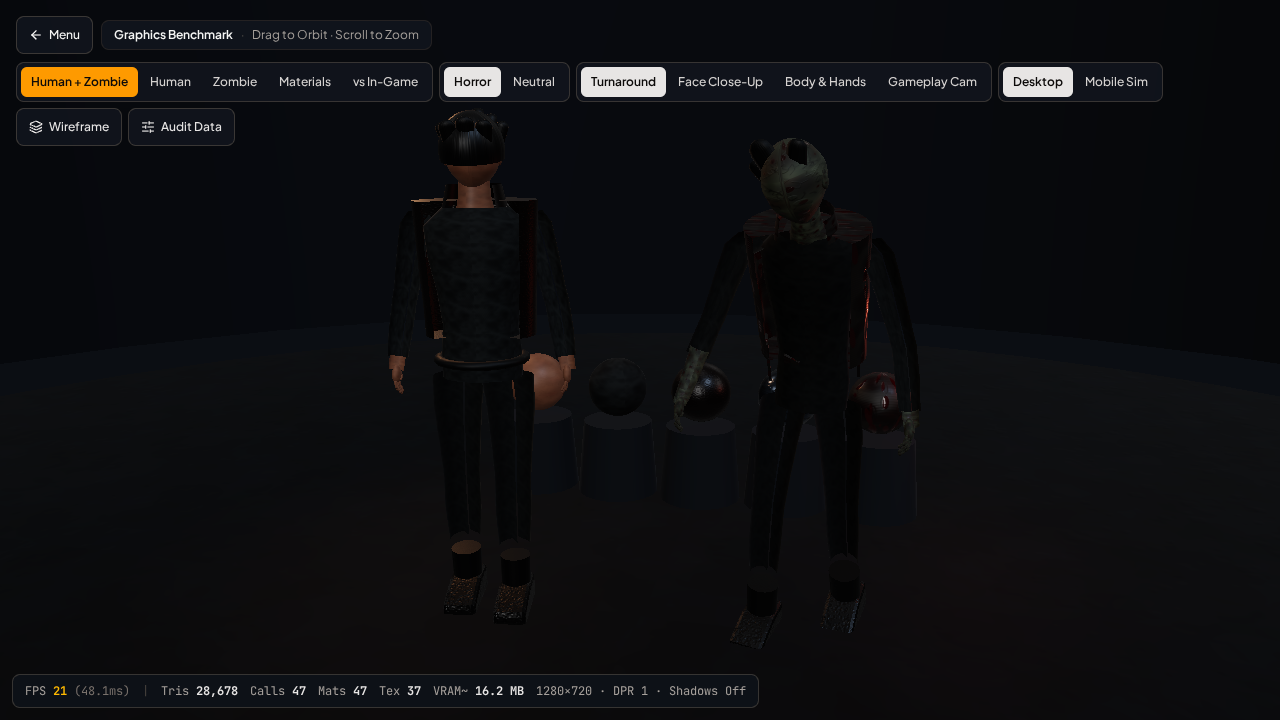 Menu
Graphics Benchmark · Drag to Orbit · Scroll to Zoom
Human + Zombie Human Zombie Materials vs In-Game Horror Neutral Turnaround Face Close-Up Body & Hands Gameplay Cam Desktop Mobile Sim
Wireframe Audit Data
FPS 21 (48.1ms) | Tris 28,678 Calls 47 Mats 47 Tex 37 VRAM~ 16.2 MB 1280×720 · DPR 1 · Shadows Off